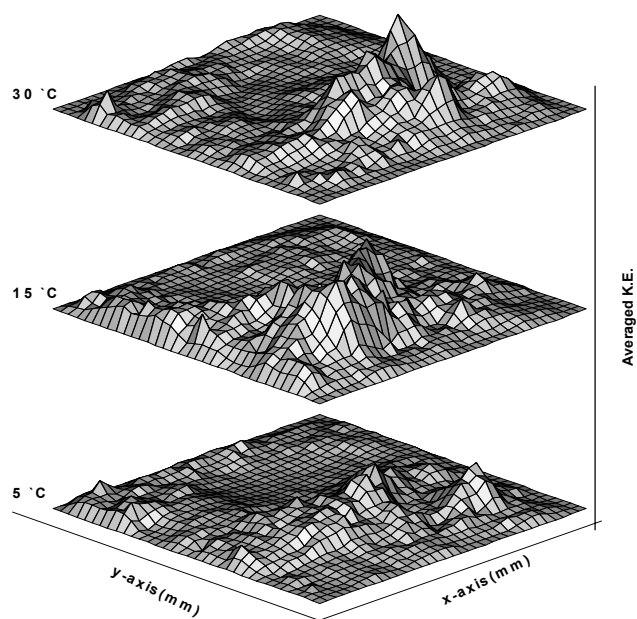 30 `C
15 `C
5 `C
Averaged K.E.
y-axis(mm)
x-axis(mm)